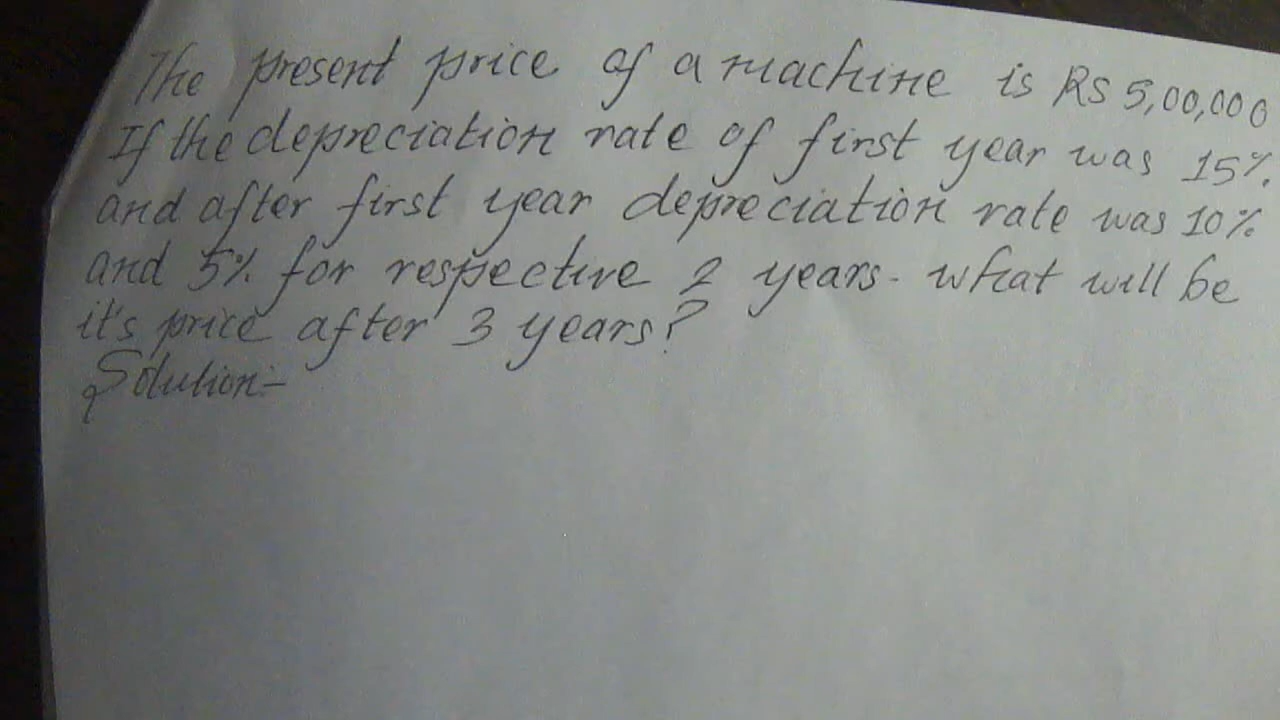 The present price of a machine is RS 5,00,000
If the depreciation rate of first year was 15%.
and after first year depreciation rate was 10%
and 5% for respective 2 years. what will be
it's price after 3 years?
Solution:-